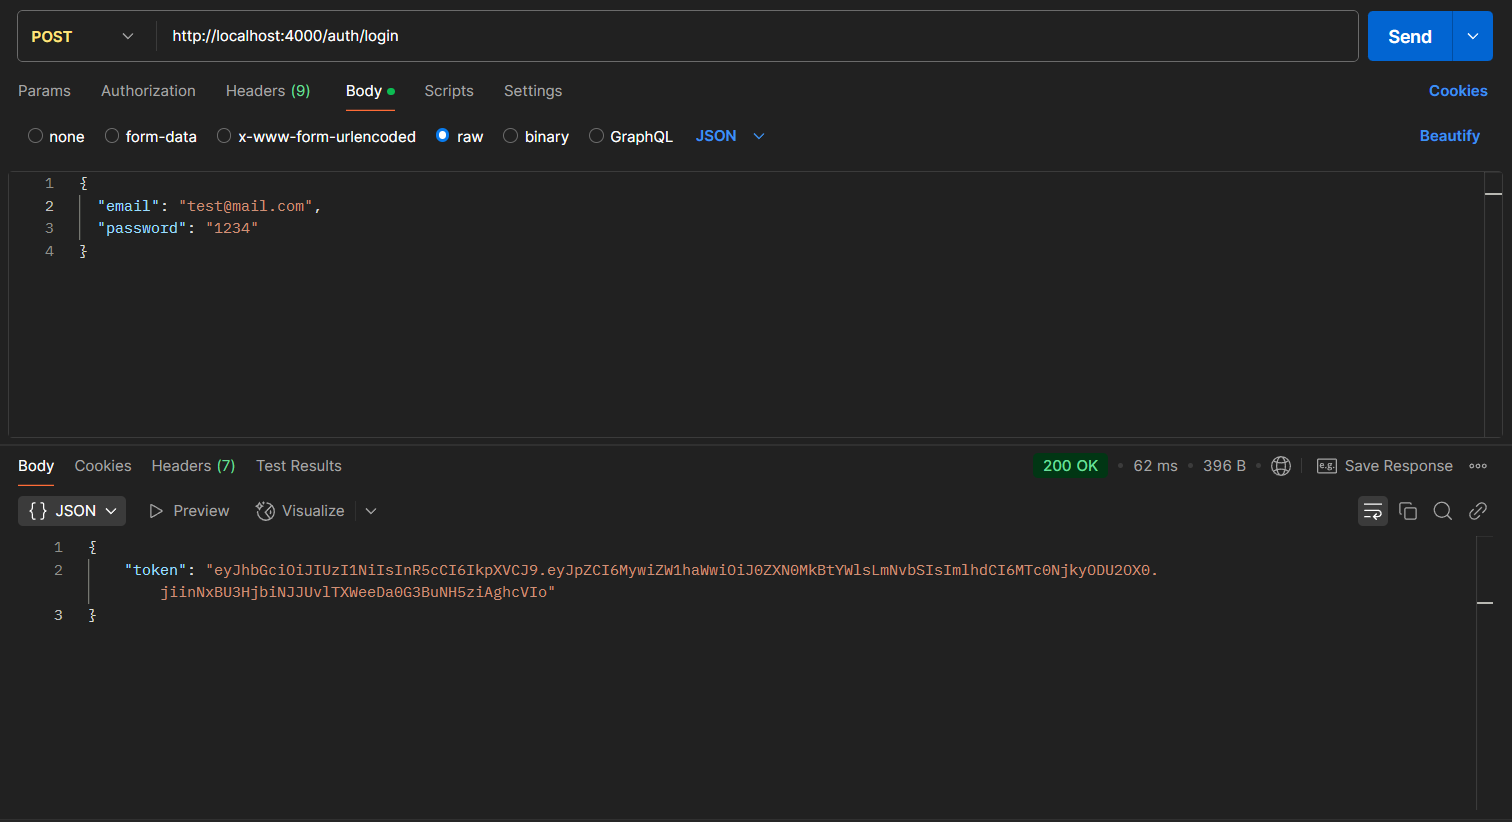 POST http://localhost:4000/auth/login Send
Params Authorization Headers (9) Body Scripts Settings Cookies
none form-data x-www-form-urlencoded raw binary GraphQL JSON Beautify
1 {
2 "email": "test@mail.com",
3 "password": "1234"
4 }
Body Cookies Headers (7) Test Results 200 OK • 62 ms • 396 B • e.g. Save Response
{} JSON Preview Visualize
1 {
2 "token": "eyJhbGciOiJIUzI1NiIsInR5cCI6IkpXVCJ9.eyJpZCI6MywiZW1haWwiOiJ0ZXN0MkBtYWlsLmNvbSIsImlhdCI6MTc0NjkyODU2OX0.
jiinNxBU3HjbiNJJUvlTXWeeDa0G3BuNH5ziAghcVIo"
3 }